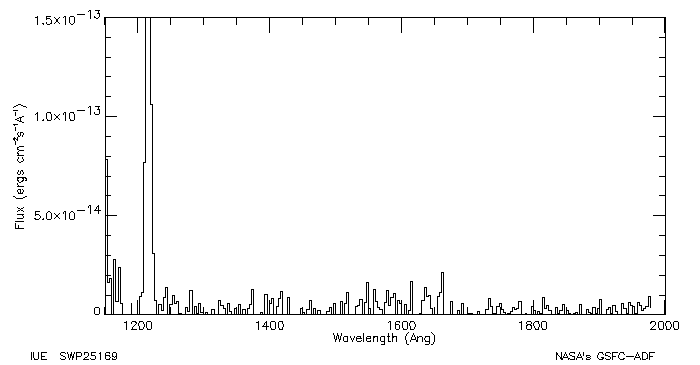 1.5×10⁻¹³
1.0×10⁻¹³
5.0×10⁻¹⁴
0
Flux (ergs cm⁻²s⁻¹A⁻¹)
1200 1400 1600 1800 2000
Wavelength (Ang)
IUE SWP25169 NASA's GSFC–ADF